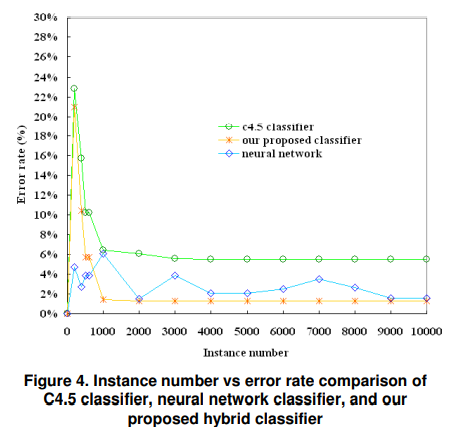 30%
28%
26%
24%
22%
20%
18%
16%
14%
12%
10%
8%
6%
4%
2%
0%
Error rate (%)
c4.5 classifier
our proposed classifier
neural network
0 1000 2000 3000 4000 5000 6000 7000 8000 9000 10000
Instance number
Figure 4. Instance number vs error rate comparison of
C4.5 classifier, neural network classifier, and our
proposed hybrid classifier